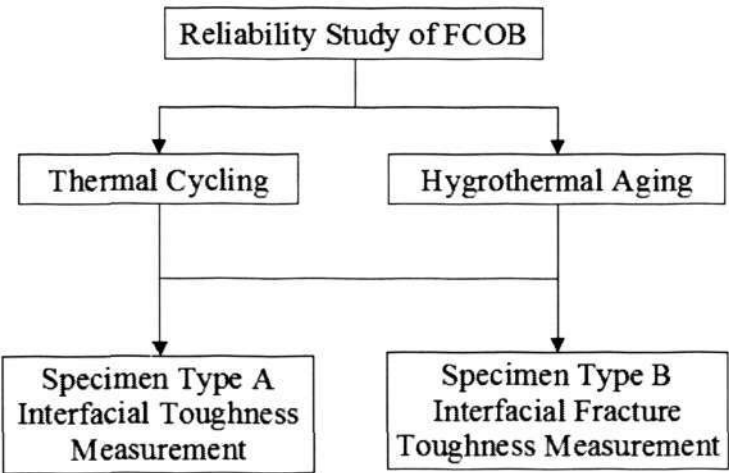 Reliability Study of FCOB
Thermal Cycling
Hygrothermal Aging
Specimen Type A
Interfacial Toughness
Measurement
Specimen Type B
Interfacial Fracture
Toughness Measurement